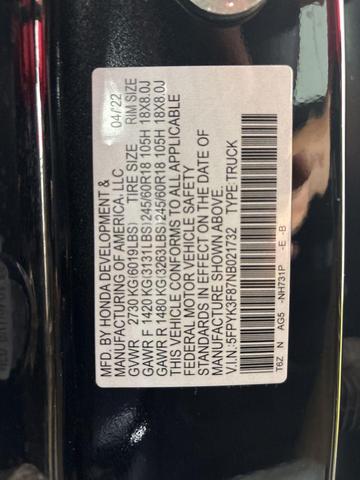 MFD. BY HONDA DEVELOPMENT &
MANUFACTURING OF AMERICA, LLC 04/22
GVWR 2730 KG(6019LBS) TIRE SIZE RIM SIZE
GAWR F 1420 KG(3131LBS)245/60R18 105H 18X8.0J
GAWR R 1480 KG(3263LBS)245/60R18 105H 18X8.0J
THIS VEHICLE CONFORMS TO ALL APPLICABLE
FEDERAL MOTOR VEHICLE SAFETY
STANDARDS IN EFFECT ON THE DATE OF
MANUFACTURE SHOWN ABOVE.
V.I.N.:5FPYK3F87NB021732 TYPE:TRUCK
T6Z N AG5 -NH731P -E -B